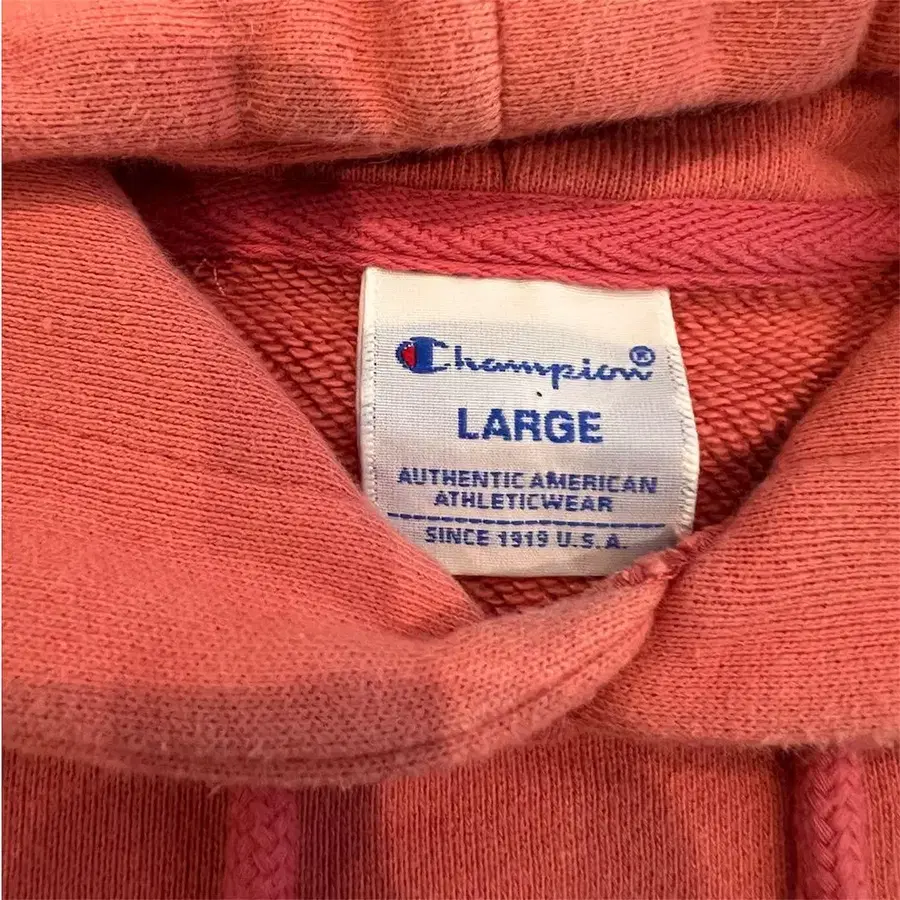 Champion®
LARGE
AUTHENTIC AMERICAN
ATHLETICWEAR
SINCE 1919 U.S.A.